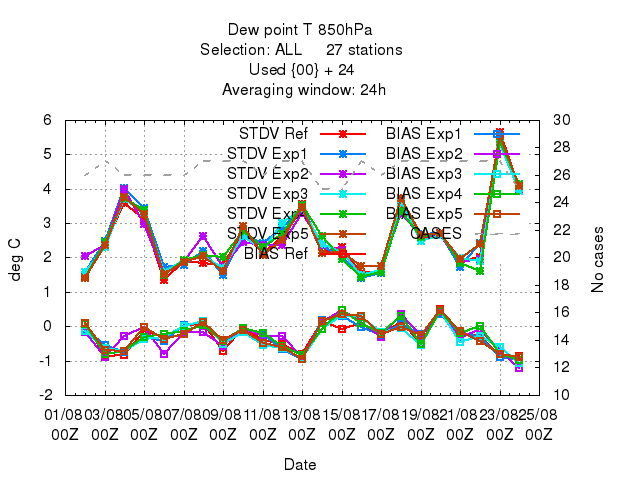 Dew point T 850hPa
Selection: ALL 27 stations
Used {00} + 24
Averaging window: 24h
STDV Ref BIAS Exp1
STDV Exp1 BIAS Exp2
STDV Exp2 BIAS Exp3
STDV Exp3 BIAS Exp4
STDV Exp4 BIAS Exp5
STDV Exp5 CASES
BIAS Ref
deg C
6
5
4
3
2
1
0
-1
-2
No cases
30
28
26
24
22
20
18
16
14
12
10
01/08 03/08 05/08 07/08 09/08 11/08 13/08 15/08 17/08 19/08 21/08 23/08 25/08
00Z 00Z 00Z 00Z 00Z 00Z 00Z 00Z 00Z 00Z 00Z 00Z 00Z
Date